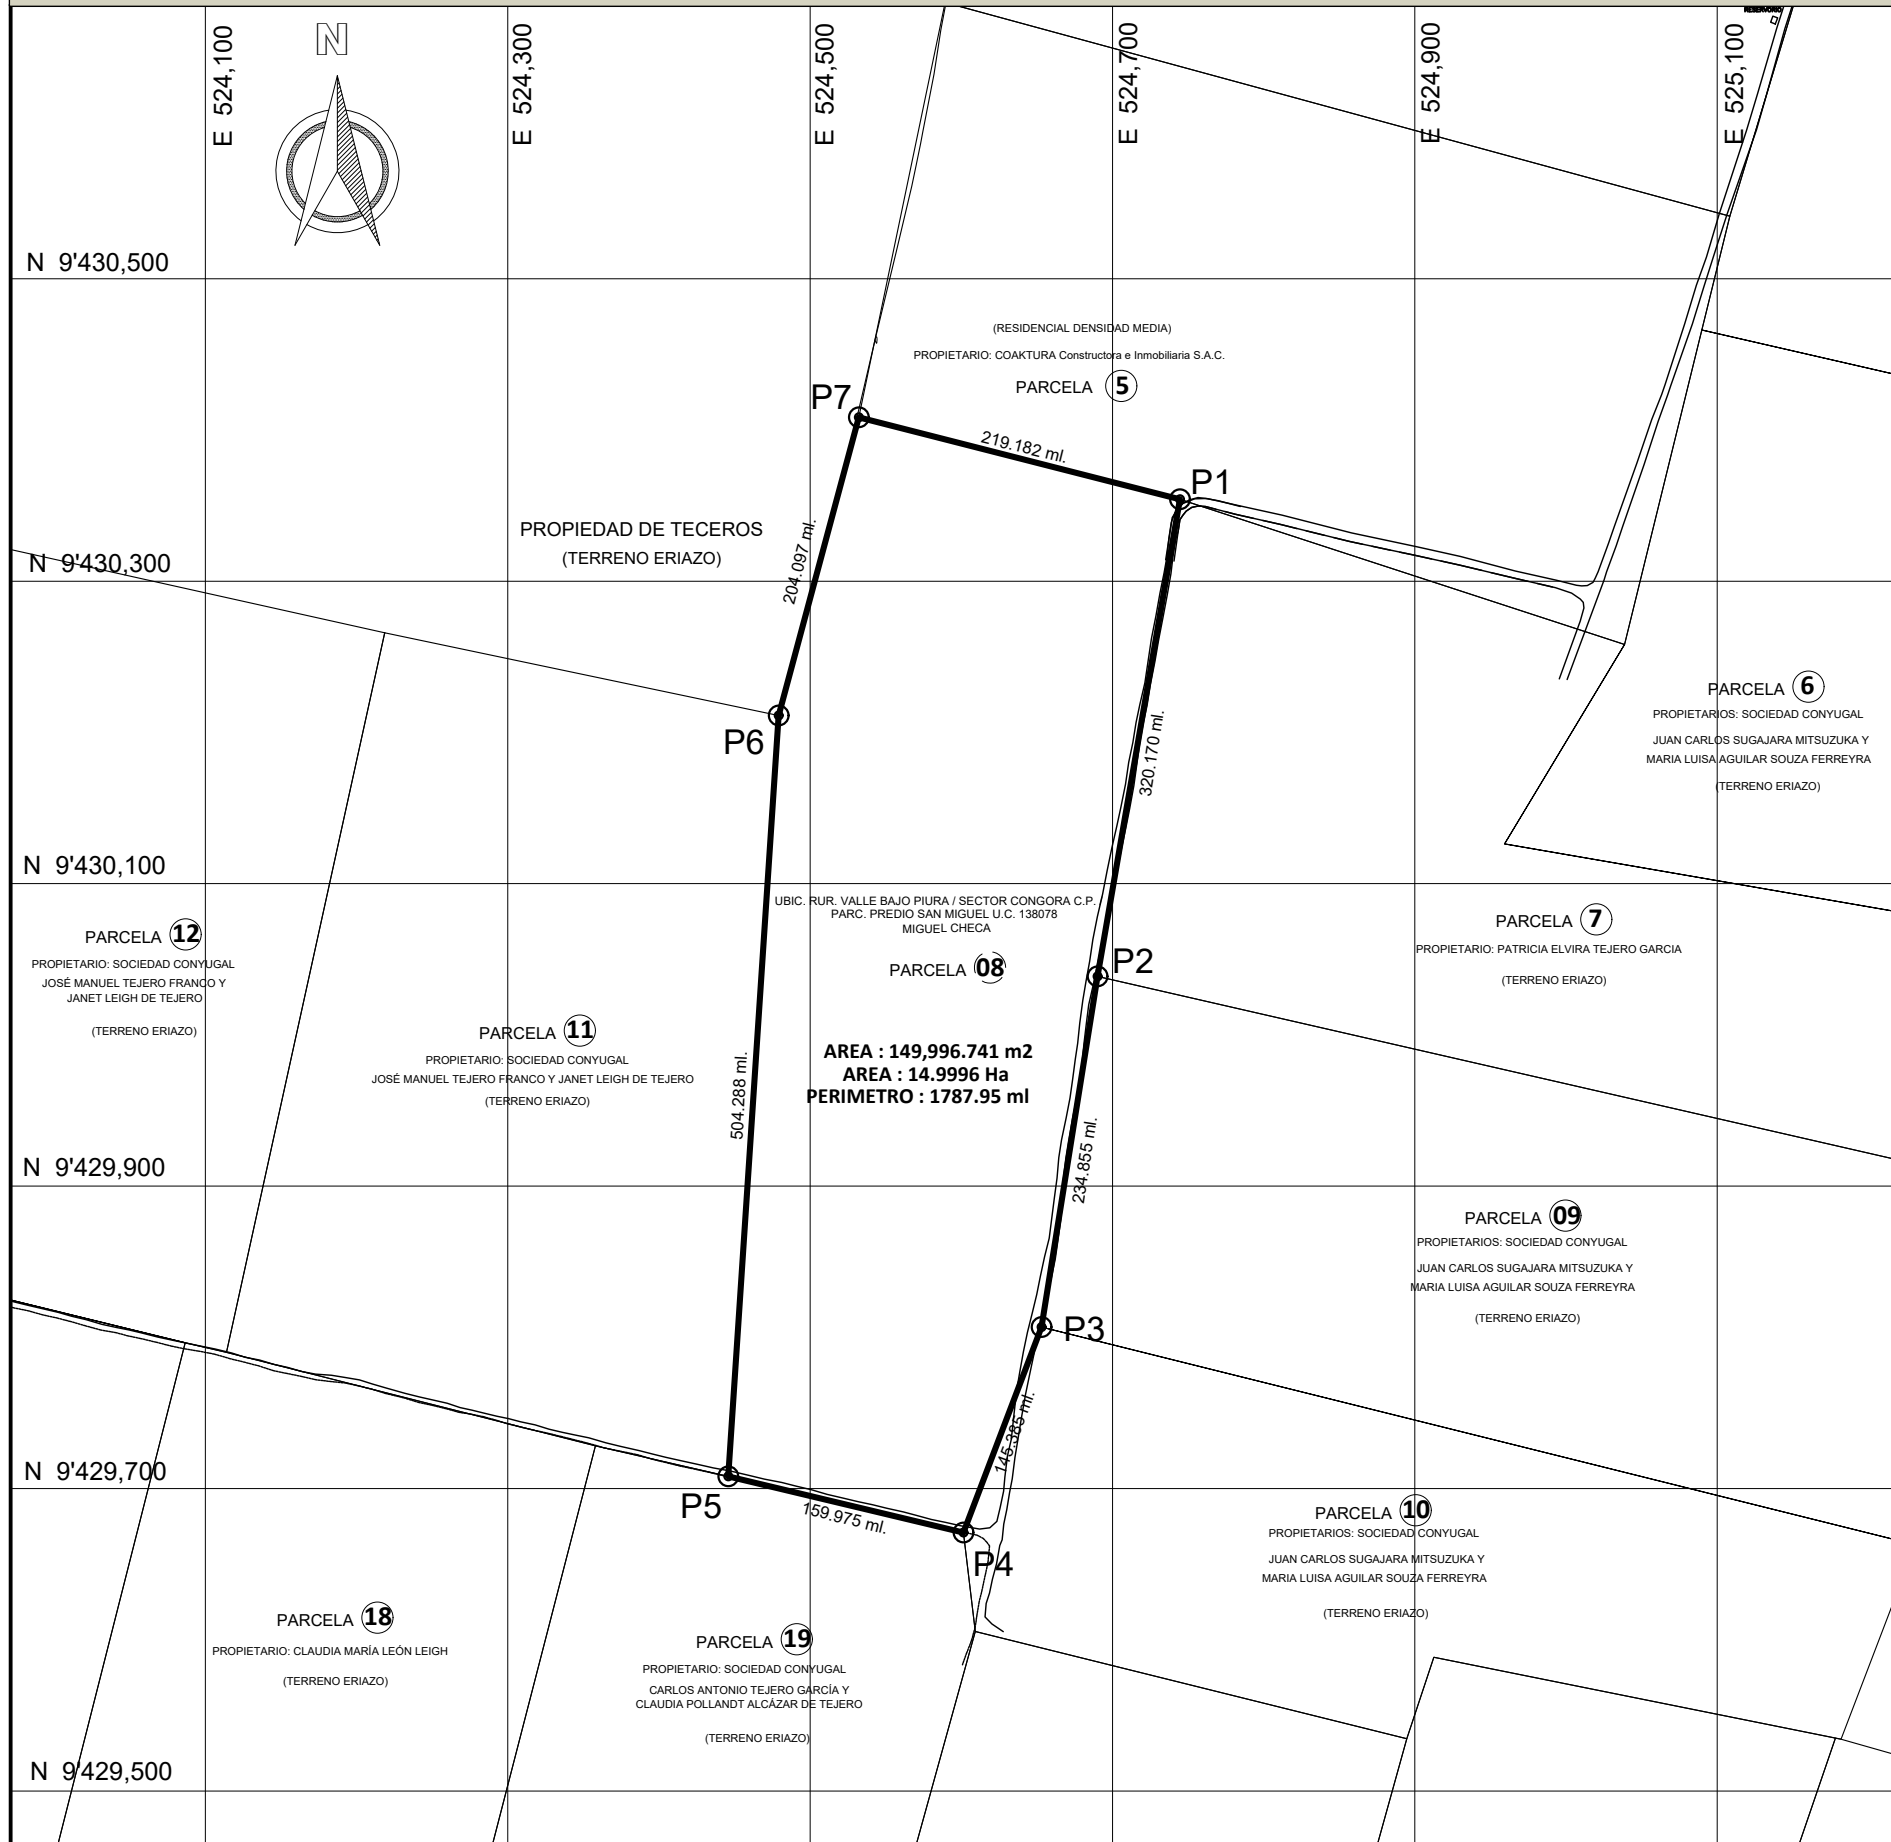 RESERVORIO
N
E 524,100
E 524,300
E 524,500
E 524,700
E 524,900
E 525,100
N 9'430,500
(RESIDENCIAL DENSIDAD MEDIA)
PROPIETARIO: COAKTURA Constructora e Inmobiliaria S.A.C.
PARCELA 5
P7
219.182 ml.
P1
PROPIEDAD DE TECEROS
(TERRENO ERIAZO)
204.097 ml.
N 9'430,300
P6
320.170 ml.
PARCELA 6
PROPIETARIOS: SOCIEDAD CONYUGAL
JUAN CARLOS SUGAJARA MITSUZUKA Y
MARIA LUISA AGUILAR SOUZA FERREYRA
(TERRENO ERIAZO)
N 9'430,100
UBIC. RUR. VALLE BAJO PIURA / SECTOR CONGORA C.P.
PARC. PREDIO SAN MIGUEL U.C. 138078
MIGUEL CHECA
PARCELA 08
P2
PARCELA 7
PROPIETARIO: PATRICIA ELVIRA TEJERO GARCIA
(TERRENO ERIAZO)
PARCELA 12
PROPIETARIO: SOCIEDAD CONYUGAL
JOSÉ MANUEL TEJERO FRANCO Y
JANET LEIGH DE TEJERO
(TERRENO ERIAZO)
PARCELA 11
PROPIETARIO: SOCIEDAD CONYUGAL
JOSÉ MANUEL TEJERO FRANCO Y JANET LEIGH DE TEJERO
(TERRENO ERIAZO)
504.288 ml.
AREA : 149,996.741 m2
AREA : 14.9996 Ha
PERIMETRO : 1787.95 ml
234.855 ml.
N 9'429,900
PARCELA 09
PROPIETARIOS: SOCIEDAD CONYUGAL
JUAN CARLOS SUGAJARA MITSUZUKA Y
MARIA LUISA AGUILAR SOUZA FERREYRA
(TERRENO ERIAZO)
P3
145.385 ml.
N 9'429,700
P5
159.975 ml.
P4
PARCELA 10
PROPIETARIOS: SOCIEDAD CONYUGAL
JUAN CARLOS SUGAJARA MITSUZUKA Y
MARIA LUISA AGUILAR SOUZA FERREYRA
(TERRENO ERIAZO)
PARCELA 18
PROPIETARIO: CLAUDIA MARÍA LEÓN LEIGH
(TERRENO ERIAZO)
PARCELA 19
PROPIETARIO: SOCIEDAD CONYUGAL
CARLOS ANTONIO TEJERO GARCÍA Y
CLAUDIA POLLANDT ALCÁZAR DE TEJERO
(TERRENO ERIAZO)
N 9'429,500